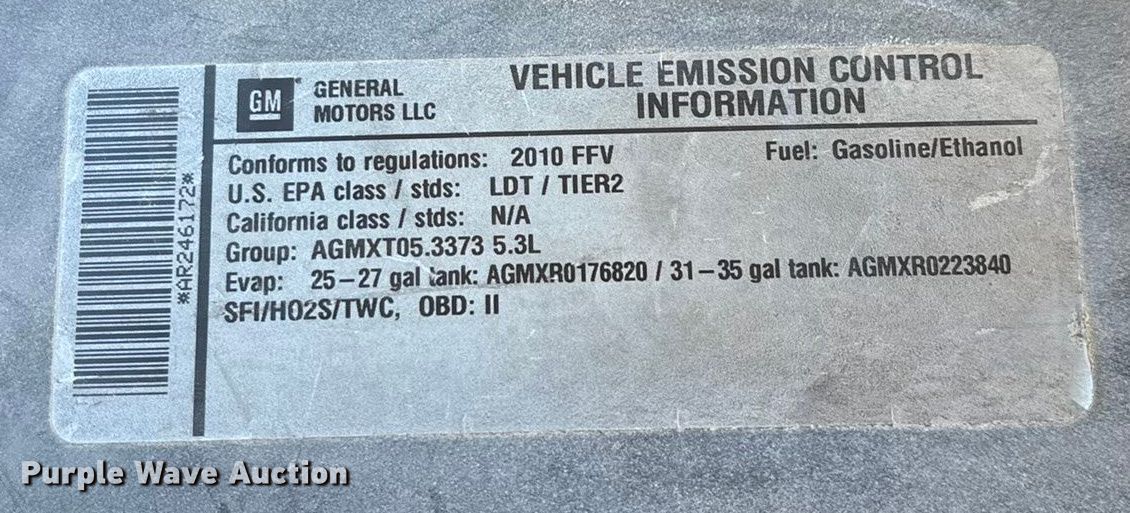 *AR246172*
GM
GENERAL
MOTORS LLC
VEHICLE EMISSION CONTROL
INFORMATION
Conforms to regulations: 2010 FFV Fuel: Gasoline/Ethanol
U.S. EPA class / stds: LDT / TIER2
California class / stds: N/A
Group: AGMXT05.3373 5.3L
Evap: 25-27 gal tank: AGMXR0176820 / 31-35 gal tank: AGMXR0223840
SFI/HO2S/TWC, OBD: II
Purple Wave Auction